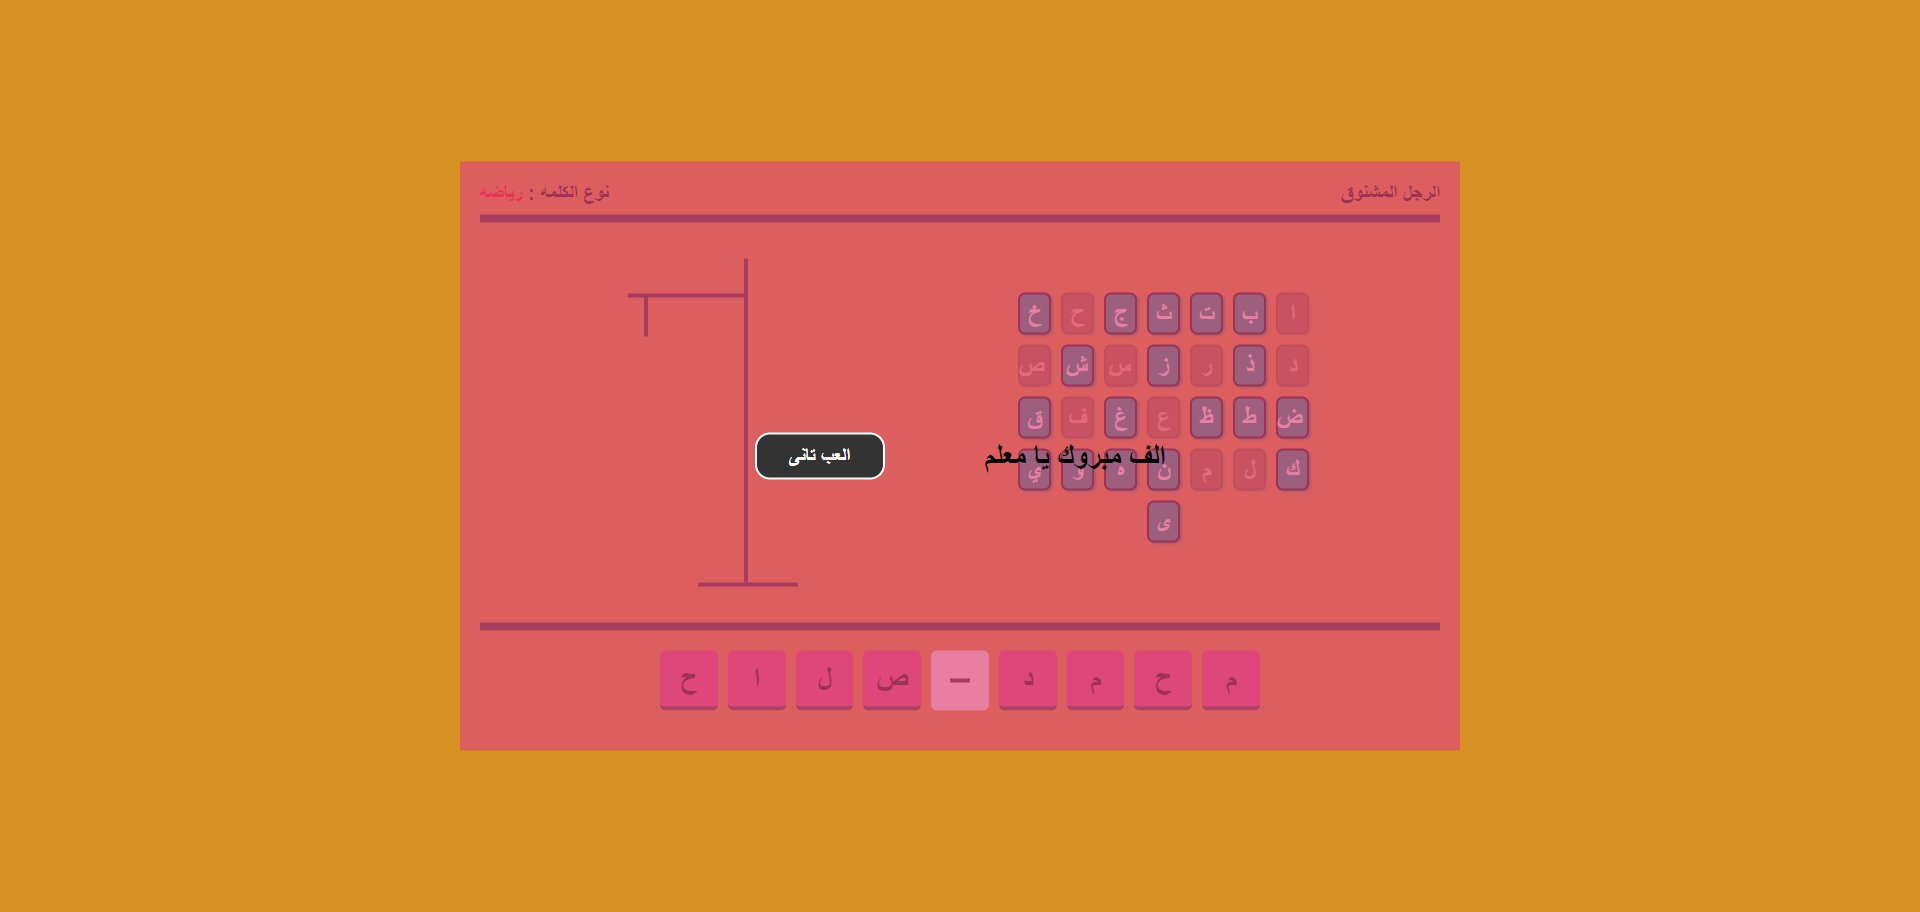 الرجل المشنوق
نوع الكلمه : رياضه
ا ب ت ث ج ح خ
د ذ ر ز س ش ص
ض ط ظ ع غ ف ق
الف مبروك يا معلم
العب تانى
ك ل م ن ه و ي
ى
م ح م د — ص ل ا ح